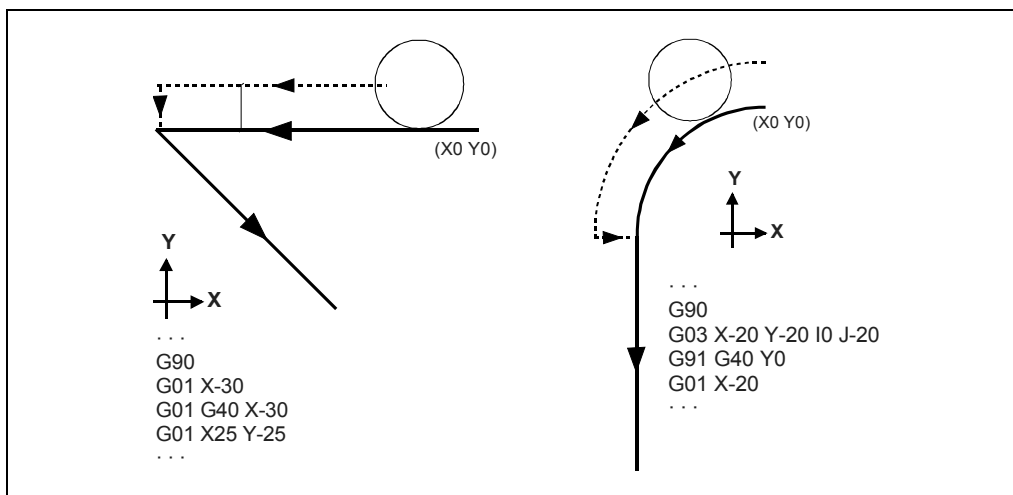 (X0 Y0)
Y
X
. . .
G90
G01 X-30
G01 G40 X-30
G01 X25 Y-25
. . .
(X0 Y0)
Y
X
. . .
G90
G03 X-20 Y-20 I0 J-20
G91 G40 Y0
G01 X-20
. . .